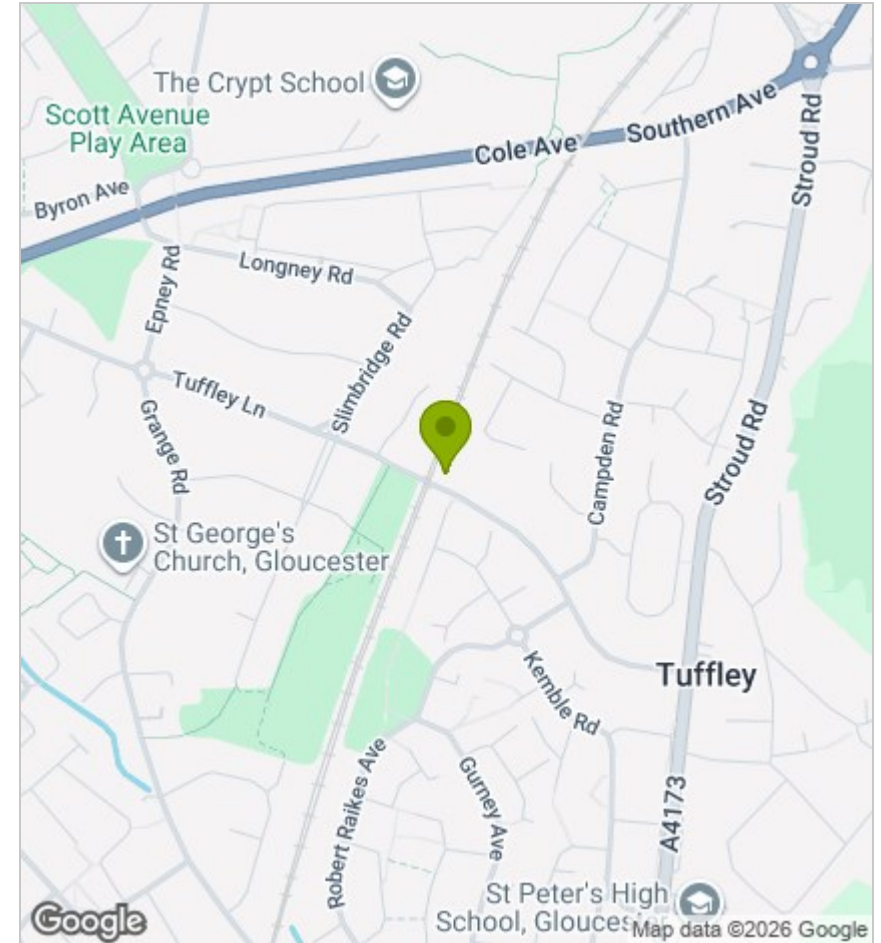 The Crypt School
Scott Avenue
Play Area
Cole Ave
Southern Ave
Stroud Rd
Byron Ave
Longney Rd
Epney Rd
Slimbridge Rd
Tuffley Ln
Grange Rd
Campden Rd
Stroud Rd
St George's
Church, Gloucester
Tuffley
Kemble Rd
Robert Raikes Ave
Gurney Ave
A4173
St Peter's High
School, Gloucester
Google
Map data ©2026 Google